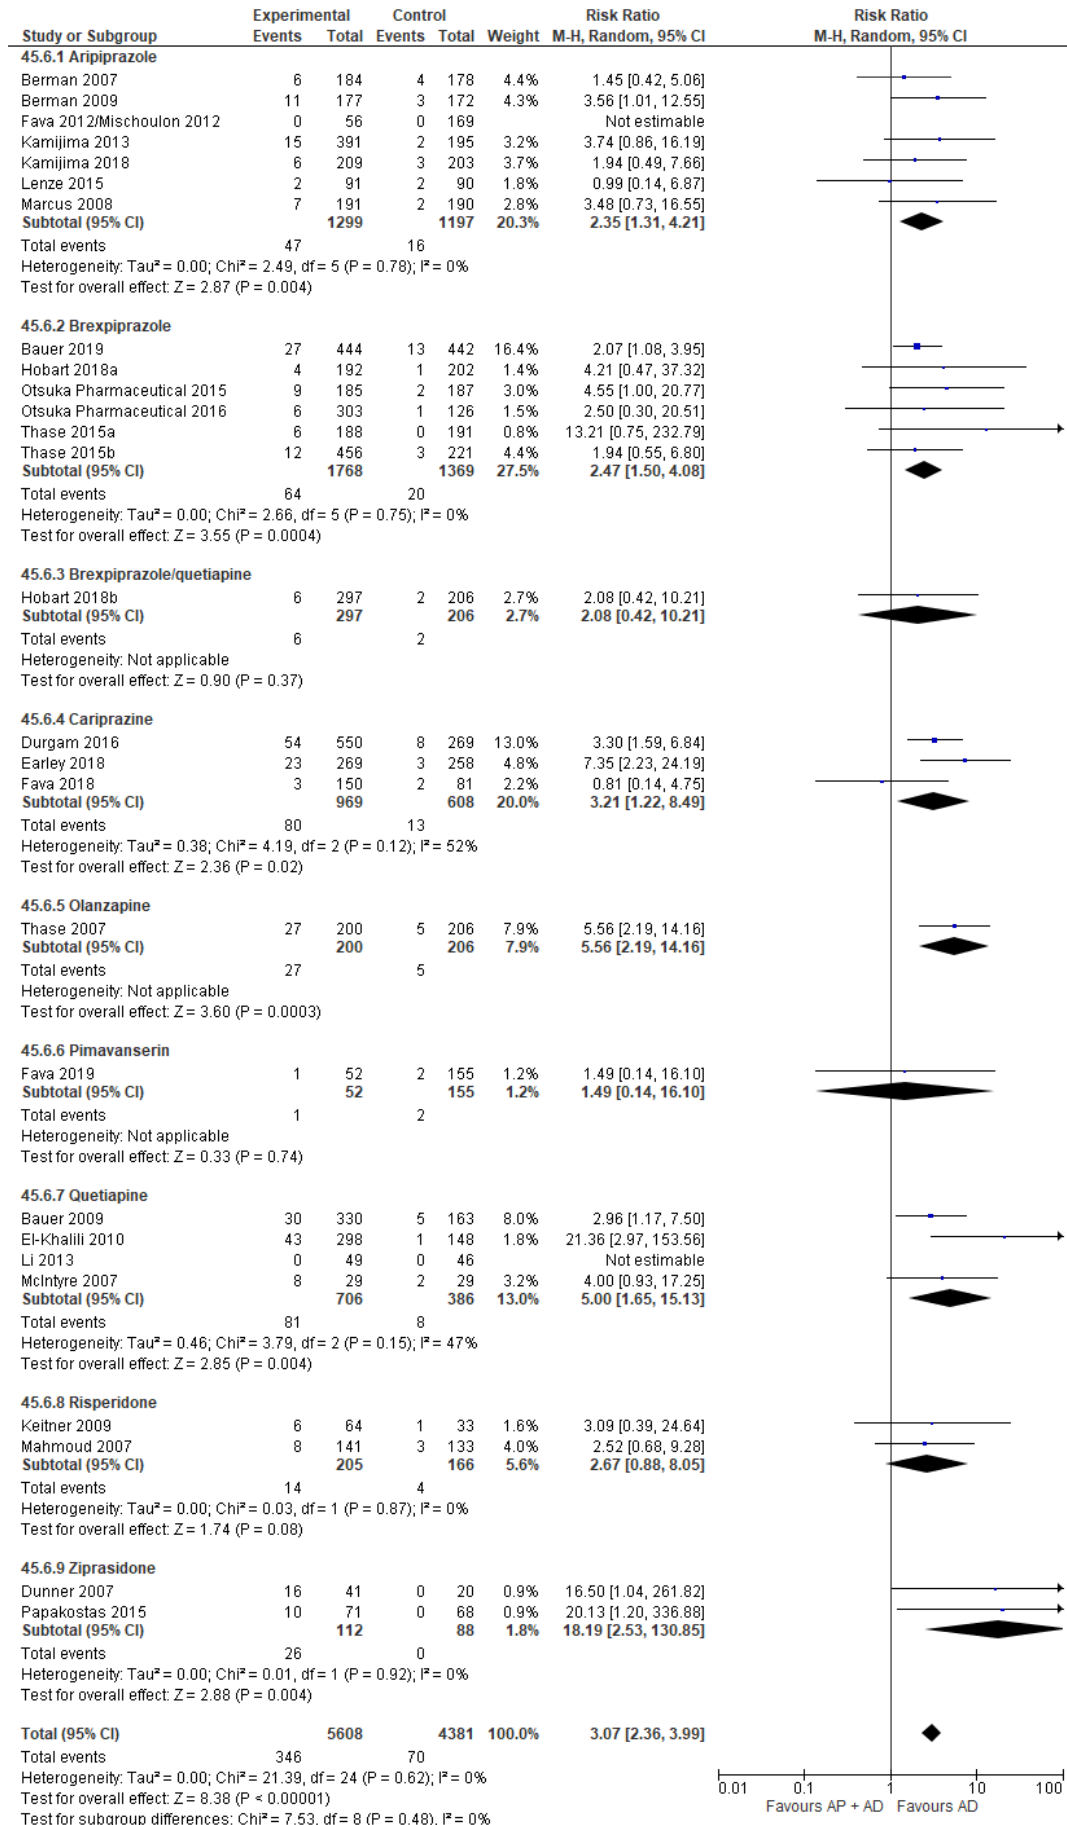 Experimental Control Risk Ratio Risk Ratio
Study or Subgroup Events Total Events Total Weight M-H, Random, 95% CI M-H, Random, 95% CI
45.6.1 Aripiprazole
Berman 2007 6 184 4 178 4.4% 1.45 [0.42, 5.06]
Berman 2009 11 177 3 172 4.3% 3.56 [1.01, 12.55]
Fava 2012/Mischoulon 2012 0 56 0 169 Not estimable
Kamijima 2013 15 391 2 195 3.2% 3.74 [0.86, 16.19]
Kamijima 2018 6 209 3 203 3.7% 1.94 [0.49, 7.66]
Lenze 2015 2 91 2 90 1.8% 0.99 [0.14, 6.87]
Marcus 2008 7 191 2 190 2.8% 3.48 [0.73, 16.55]
Subtotal (95% CI) 1299 1197 20.3% 2.35 [1.31, 4.21]
Total events 47 16
Heterogeneity: Tau² = 0.00; Chi² = 2.49, df = 5 (P = 0.78); I² = 0%
Test for overall effect: Z = 2.87 (P = 0.004)
45.6.2 Brexpiprazole
Bauer 2019 27 444 13 442 16.4% 2.07 [1.08, 3.95]
Hobart 2018a 4 192 1 202 1.4% 4.21 [0.47, 37.32]
Otsuka Pharmaceutical 2015 9 185 2 187 3.0% 4.55 [1.00, 20.77]
Otsuka Pharmaceutical 2016 6 303 1 126 1.5% 2.50 [0.30, 20.51]
Thase 2015a 6 188 0 191 0.8% 13.21 [0.75, 232.79]
Thase 2015b 12 456 3 221 4.4% 1.94 [0.55, 6.80]
Subtotal (95% CI) 1768 1369 27.5% 2.47 [1.50, 4.08]
Total events 64 20
Heterogeneity: Tau² = 0.00; Chi² = 2.66, df = 5 (P = 0.75); I² = 0%
Test for overall effect: Z = 3.55 (P = 0.0004)
45.6.3 Brexpiprazole/quetiapine
Hobart 2018b 6 297 2 206 2.7% 2.08 [0.42, 10.21]
Subtotal (95% CI) 297 206 2.7% 2.08 [0.42, 10.21]
Total events 6 2
Heterogeneity: Not applicable
Test for overall effect: Z = 0.90 (P = 0.37)
45.6.4 Cariprazine
Durgam 2016 54 550 8 269 13.0% 3.30 [1.59, 6.84]
Earley 2018 23 269 3 258 4.8% 7.35 [2.23, 24.19]
Fava 2018 3 150 2 81 2.2% 0.81 [0.14, 4.75]
Subtotal (95% CI) 969 608 20.0% 3.21 [1.22, 8.49]
Total events 80 13
Heterogeneity: Tau² = 0.38; Chi² = 4.19, df = 2 (P = 0.12); I² = 52%
Test for overall effect: Z = 2.36 (P = 0.02)
45.6.5 Olanzapine
Thase 2007 27 200 5 206 7.9% 5.56 [2.19, 14.16]
Subtotal (95% CI) 200 206 7.9% 5.56 [2.19, 14.16]
Total events 27 5
Heterogeneity: Not applicable
Test for overall effect: Z = 3.60 (P = 0.0003)
45.6.6 Pimavanserin
Fava 2019 1 52 2 155 1.2% 1.49 [0.14, 16.10]
Subtotal (95% CI) 52 155 1.2% 1.49 [0.14, 16.10]
Total events 1 2
Heterogeneity: Not applicable
Test for overall effect: Z = 0.33 (P = 0.74)
45.6.7 Quetiapine
Bauer 2009 30 330 5 163 8.0% 2.96 [1.17, 7.50]
El-Khalili 2010 43 298 1 148 1.8% 21.36 [2.97, 153.56]
Li 2013 0 49 0 46 Not estimable
McIntyre 2007 8 29 2 29 3.2% 4.00 [0.93, 17.25]
Subtotal (95% CI) 706 386 13.0% 5.00 [1.65, 15.13]
Total events 81 8
Heterogeneity: Tau² = 0.46; Chi² = 3.79, df = 2 (P = 0.15); I² = 47%
Test for overall effect: Z = 2.85 (P = 0.004)
45.6.8 Risperidone
Keitner 2009 6 64 1 33 1.6% 3.09 [0.39, 24.64]
Mahmoud 2007 8 141 3 133 4.0% 2.52 [0.68, 9.28]
Subtotal (95% CI) 205 166 5.6% 2.67 [0.88, 8.05]
Total events 14 4
Heterogeneity: Tau² = 0.00; Chi² = 0.03, df = 1 (P = 0.87); I² = 0%
Test for overall effect: Z = 1.74 (P = 0.08)
45.6.9 Ziprasidone
Dunner 2007 16 41 0 20 0.9% 16.50 [1.04, 261.82]
Papakostas 2015 10 71 0 68 0.9% 20.13 [1.20, 336.88]
Subtotal (95% CI) 112 88 1.8% 18.19 [2.53, 130.85]
Total events 26 0
Heterogeneity: Tau² = 0.00; Chi² = 0.01, df = 1 (P = 0.92); I² = 0%
Test for overall effect: Z = 2.88 (P = 0.004)
Total (95% CI) 5608 4381 100.0% 3.07 [2.36, 3.99]
Total events 346 70
Heterogeneity: Tau² = 0.00; Chi² = 21.39, df = 24 (P = 0.62); I² = 0%
Test for overall effect: Z = 8.38 (P < 0.00001)
Test for subgroup differences: Chi² = 7.53, df = 8 (P = 0.48), I² = 0%
0.01 0.1 1 10 100
Favours AP + AD Favours AD